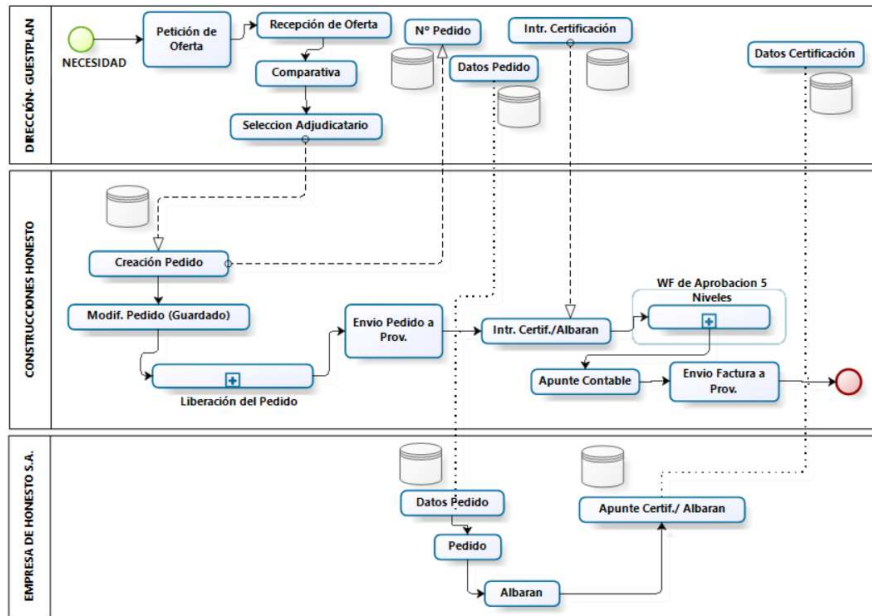 DIRECCIÓN- GUESTPLAN
NECESIDAD
Petición de
Oferta
Recepción de Oferta
Comparativa
Seleccion Adjudicatario
Nº Pedido
Datos Pedido
Intr. Certificación
Datos Certificación
CONSTRUCCIONES HONESTO
Creación Pedido
Modif. Pedido (Guardado)
Liberación del Pedido
Envio Pedido a
Prov.
Intr. Certif./Albaran
WF de Aprobacion 5
Niveles
Apunte Contable
Envio Factura a
Prov.
EMPRESA DE HONESTO S.A.
Datos Pedido
Pedido
Albaran
Apunte Certif./ Albaran